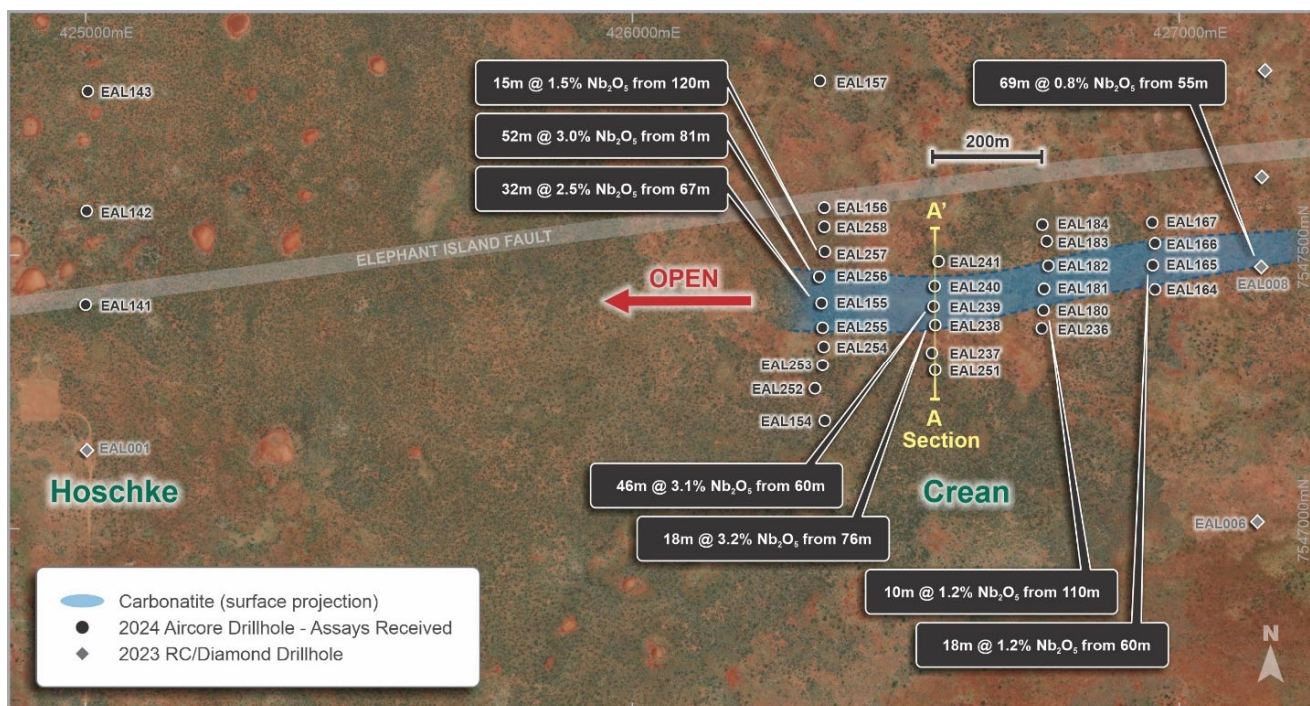 425000mE
426000mE
427000mE
EAL143
15m @ 1.5% Nb₂O₅ from 120m
EAL157
69m @ 0.8% Nb₂O₅ from 55m
52m @ 3.0% Nb₂O₅ from 81m
200m
32m @ 2.5% Nb₂O₅ from 67m
EAL142
A'
EAL156
EAL258
EAL184
EAL167
ELEPHANT ISLAND FAULT
EAL257
EAL183
EAL166
EAL241
EAL256
EAL182
EAL165
OPEN
EAL240
EAL181
EAL164
EAL008
7547500mN
EAL141
EAL155
EAL239
EAL180
EAL255
EAL238
EAL236
EAL254
EAL253
EAL237
EAL252
EAL251
EAL154
A
Section
EAL001
Hoschke
46m @ 3.1% Nb₂O₅ from 60m
Crean
18m @ 3.2% Nb₂O₅ from 76m
EAL006
7547000mN
10m @ 1.2% Nb₂O₅ from 110m
18m @ 1.2% Nb₂O₅ from 60m
Carbonatite (surface projection)
2024 Aircore Drillhole - Assays Received
2023 RC/Diamond Drillhole
N